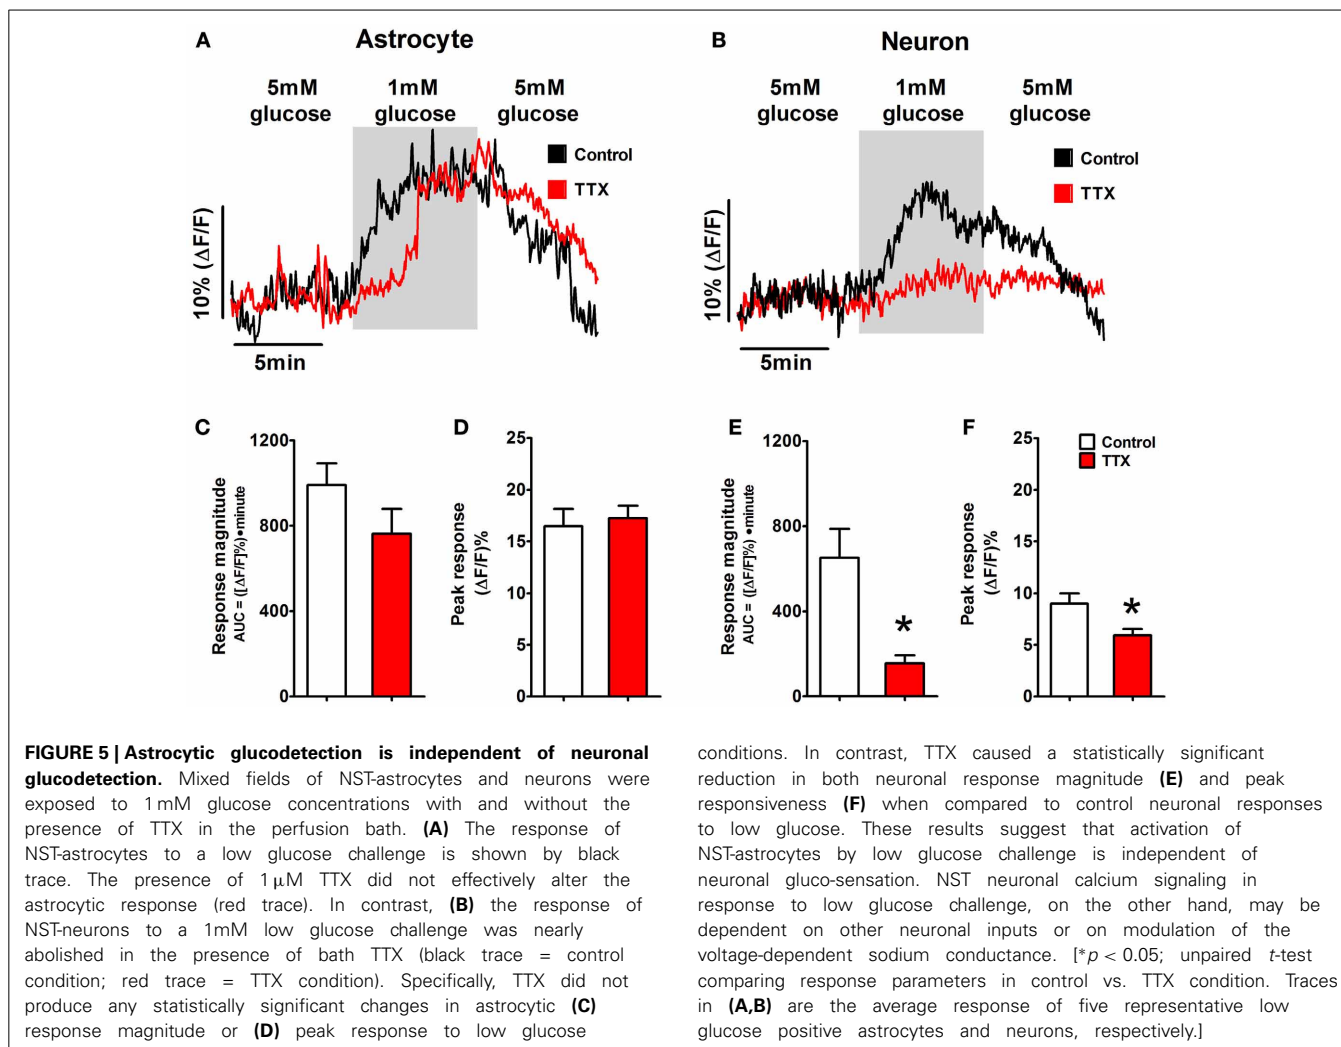 A
Astrocyte
5mM
glucose
1mM
glucose
5mM
glucose
Control
TTX
10% (ΔF/F)
5min
B
Neuron
5mM
glucose
1mM
glucose
5mM
glucose
Control
TTX
10% (ΔF/F)
5min
C
Response magnitude
AUC = ([ΔF/F]%)•minute
1200
800
400
0
D
Peak response
(ΔF/F)%
25
20
15
10
5
0
E
Response magnitude
AUC = ([ΔF/F]%)•minute
1200
800
400
0
*
F
Peak response
(ΔF/F)%
25
20
15
10
5
0
*
Control
TTX
FIGURE 5 | Astrocytic glucodetection is independent of neuronal
glucodetection. Mixed fields of NST-astrocytes and neurons were
exposed to 1 mM glucose concentrations with and without the
presence of TTX in the perfusion bath. (A) The response of
NST-astrocytes to a low glucose challenge is shown by black
trace. The presence of 1 μM TTX did not effectively alter the
astrocytic response (red trace). In contrast, (B) the response of
NST-neurons to a 1mM low glucose challenge was nearly
abolished in the presence of bath TTX (black trace = control
condition; red trace = TTX condition). Specifically, TTX did not
produce any statistically significant changes in astrocytic (C)
response magnitude or (D) peak response to low glucose
conditions. In contrast, TTX caused a statistically significant
reduction in both neuronal response magnitude (E) and peak
responsiveness (F) when compared to control neuronal responses
to low glucose. These results suggest that activation of
NST-astrocytes by low glucose challenge is independent of
neuronal gluco-sensation. NST neuronal calcium signaling in
response to low glucose challenge, on the other hand, may be
dependent on other neuronal inputs or on modulation of the
voltage-dependent sodium conductance. [*p < 0.05; unpaired t-test
comparing response parameters in control vs. TTX condition. Traces
in (A,B) are the average response of five representative low
glucose positive astrocytes and neurons, respectively.]